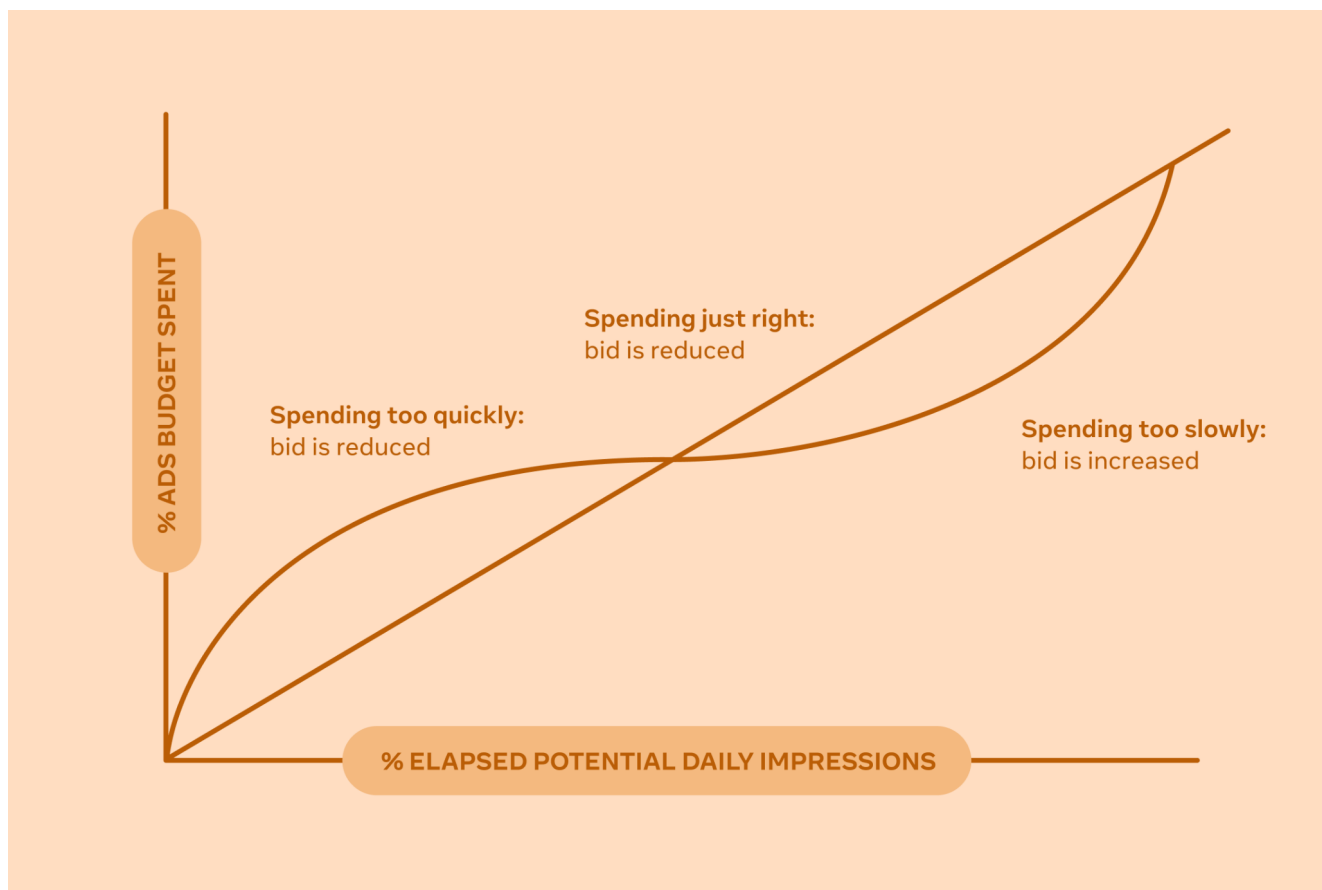 % ADS BUDGET SPENT
Spending just right:
bid is reduced
Spending too quickly:
bid is reduced
Spending too slowly:
bid is increased
% ELAPSED POTENTIAL DAILY IMPRESSIONS